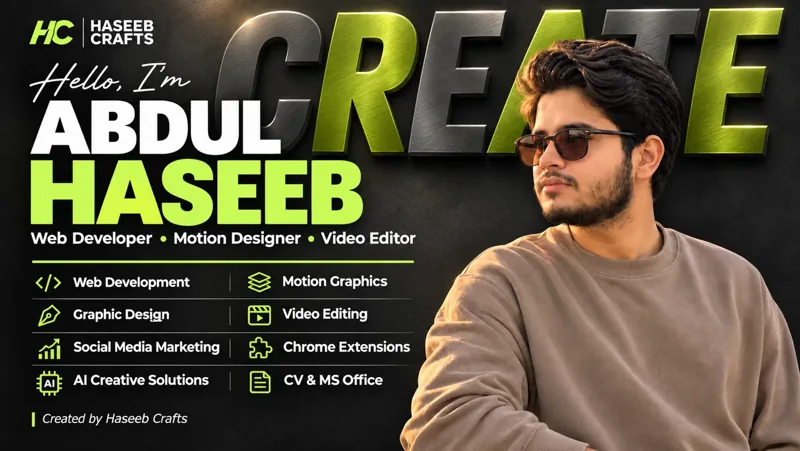 HC HASEEB
CRAFTS
CREATE
Hello, I'm
ABDUL
HASEEB
Web Developer • Motion Designer • Video Editor
Web Development
Motion Graphics
Graphic Design
Video Editing
Social Media Marketing
Chrome Extensions
AI AI Creative Solutions
CV & MS Office
Created by Haseeb Crafts